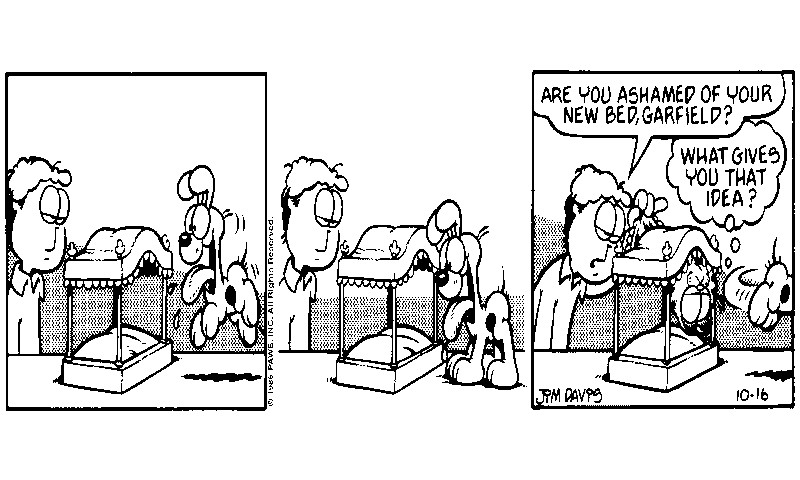 © 1986 PAWS, INC. All Rights Reserved.
ARE YOU ASHAMED OF YOUR
NEW BED, GARFIELD?
WHAT GIVES
YOU THAT
IDEA?
JIM DAVIS
10-16